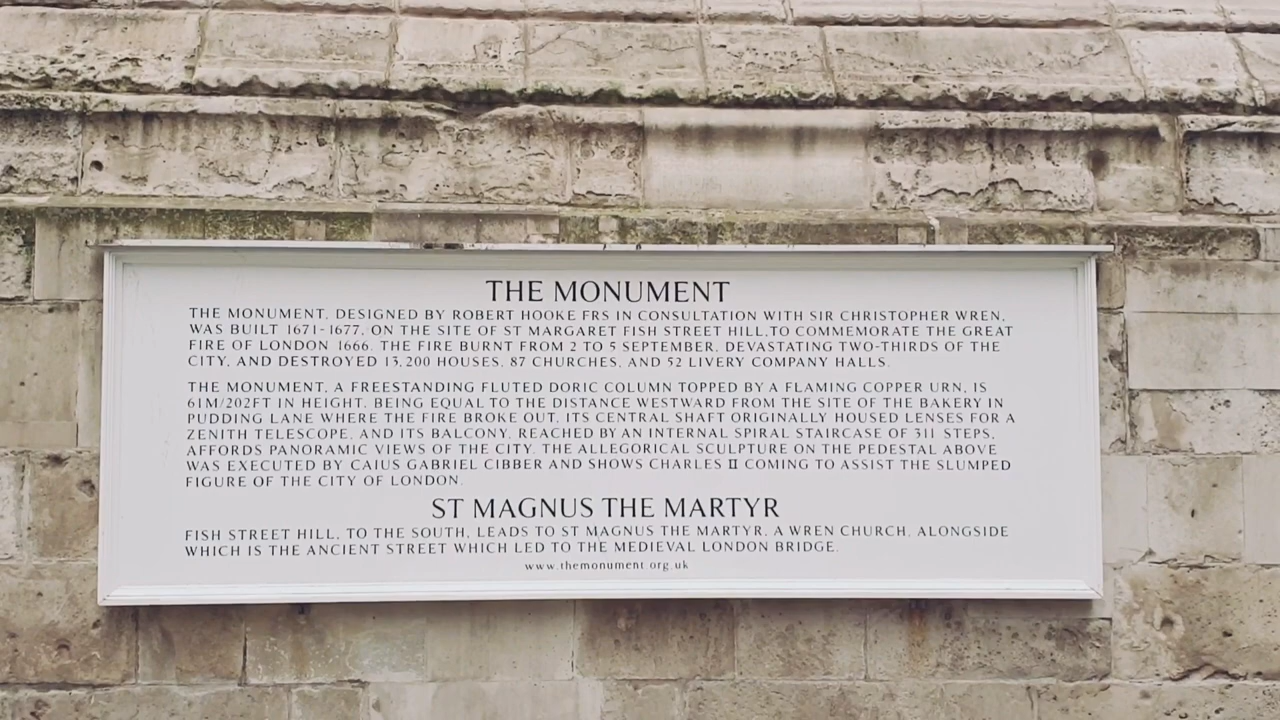 THE MONUMENT
THE MONUMENT, DESIGNED BY ROBERT HOOKE FRS IN CONSULTATION WITH SIR CHRISTOPHER WREN,
WAS BUILT 1671-1677, ON THE SITE OF ST MARGARET FISH STREET HILL,TO COMMEMORATE THE GREAT
FIRE OF LONDON 1666. THE FIRE BURNT FROM 2 TO 5 SEPTEMBER, DEVASTATING TWO-THIRDS OF THE
CITY, AND DESTROYED 13,200 HOUSES, 87 CHURCHES, AND 52 LIVERY COMPANY HALLS.
THE MONUMENT, A FREESTANDING FLUTED DORIC COLUMN TOPPED BY A FLAMING COPPER URN, IS
61M/202FT IN HEIGHT, BEING EQUAL TO THE DISTANCE WESTWARD FROM THE SITE OF THE BAKERY IN
PUDDING LANE WHERE THE FIRE BROKE OUT. ITS CENTRAL SHAFT ORIGINALLY HOUSED LENSES FOR A
ZENITH TELESCOPE, AND ITS BALCONY, REACHED BY AN INTERNAL SPIRAL STAIRCASE OF 311 STEPS,
AFFORDS PANORAMIC VIEWS OF THE CITY. THE ALLEGORICAL SCULPTURE ON THE PEDESTAL ABOVE
WAS EXECUTED BY CAIUS GABRIEL CIBBER AND SHOWS CHARLES II COMING TO ASSIST THE SLUMPED
FIGURE OF THE CITY OF LONDON.
ST MAGNUS THE MARTYR
FISH STREET HILL, TO THE SOUTH, LEADS TO ST MAGNUS THE MARTYR, A WREN CHURCH, ALONGSIDE
WHICH IS THE ANCIENT STREET WHICH LED TO THE MEDIEVAL LONDON BRIDGE.
www.themonument.org.uk